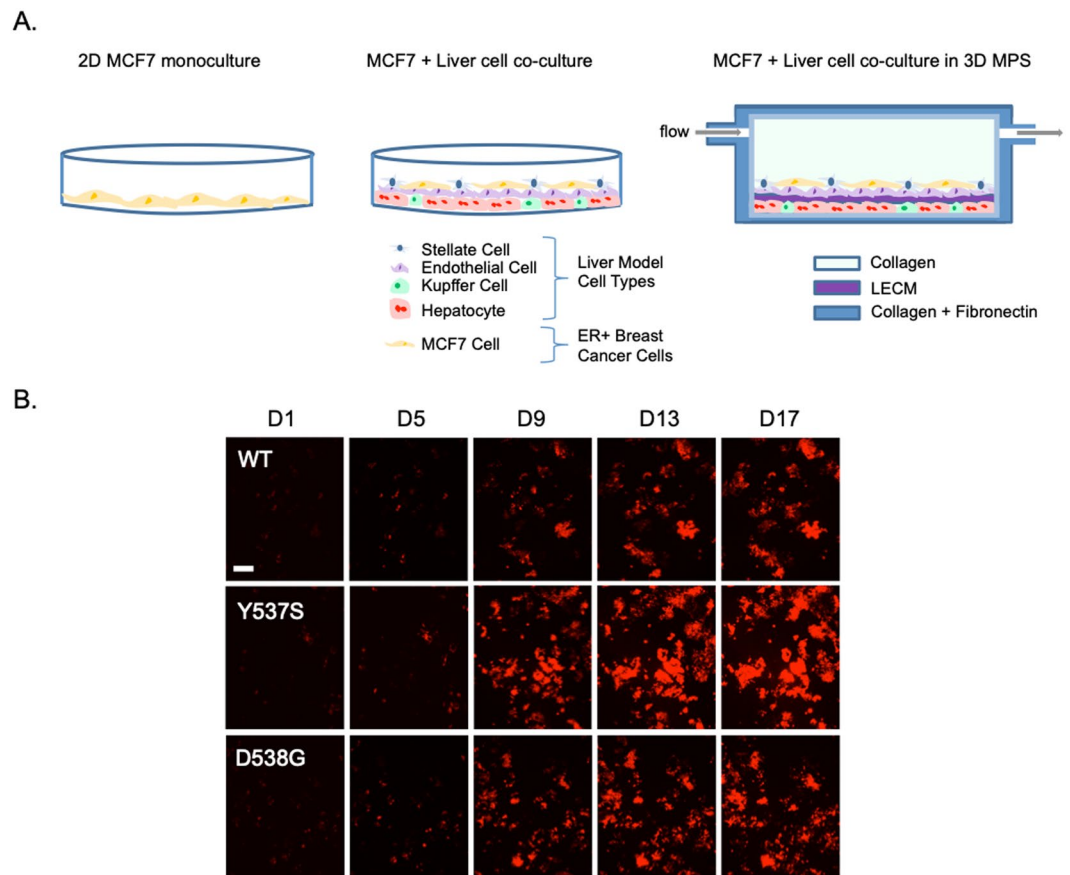 A.
2D MCF7 monoculture
MCF7 + Liver cell co-culture
MCF7 + Liver cell co-culture in 3D MPS
flow
Stellate Cell
Endothelial Cell
Kupffer Cell
Hepatocyte
Liver Model
Cell Types
MCF7 Cell
ER+ Breast
Cancer Cells
Collagen
LECM
Collagen + Fibronectin
B.
D1 D5 D9 D13 D17
WT
Y537S
D538G